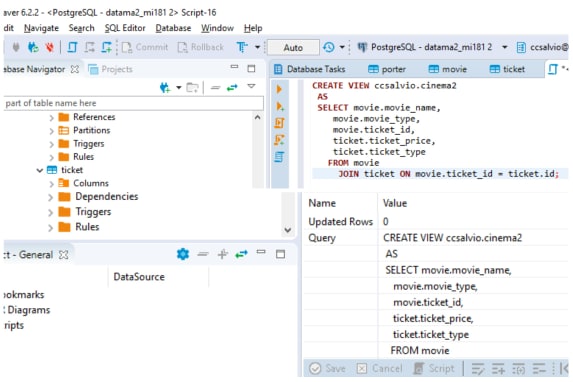 aver 6.2.2 - <PostgreSQL - datama2_mi181 2> Script-16
dit Navigate Search SQL Editor Database Window Help
Commit Rollback Auto PostgreSQL - datama2_mi181 2 ccsalvio@
abase Navigator Projects
Database Tasks porter movie ticket
part of table name here
References
Partitions
Triggers
Rules
ticket
Columns
Dependencies
Triggers
Rules
CREATE VIEW ccsalvio.cinema2
AS
SELECT movie.movie_name,
movie.movie_type,
movie.ticket_id,
ticket.ticket_price,
ticket.ticket_type
FROM movie
JOIN ticket ON movie.ticket_id = ticket.id;
ct - General
DataSource
ookmarks
Diagrams
ripts
Name Value
Updated Rows 0
Query CREATE VIEW ccsalvio.cinema2
AS
SELECT movie.movie_name,
movie.movie_type,
movie.ticket_id,
ticket.ticket_price,
ticket.ticket_type
FROM movie
Save Cancel Script